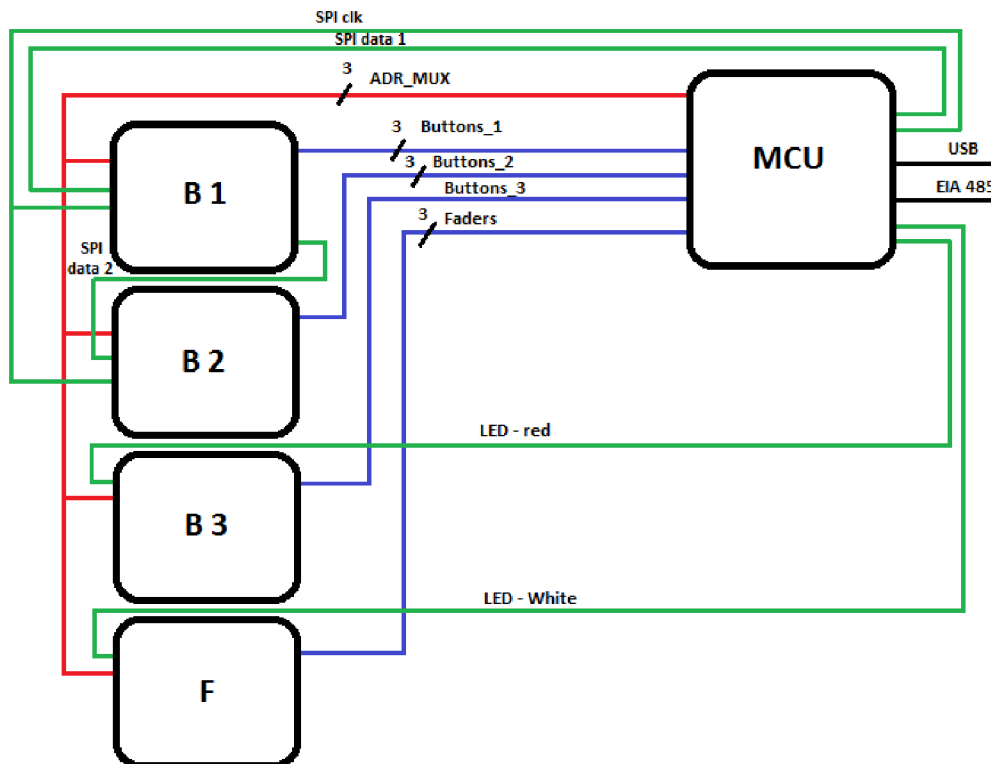 SPI clk
SPI data 1
3 ADR_MUX
3 Buttons_1
3 Buttons_2
Buttons_3
3 Faders
MCU
USB
EIA 485
B 1
SPI
data 2
B 2
LED - red
B 3
LED - White
F